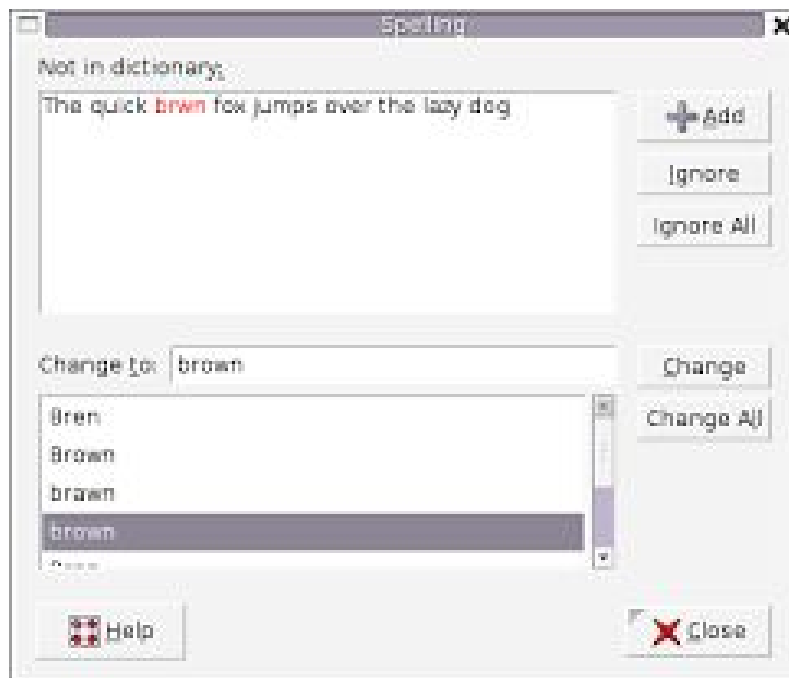 Spelling
Not in dictionary:
The quick brwn fox jumps over the lazy dog
Add
Ignore
Ignore All
Change to: brown
Change
Bren
Change All
Brown
brawn
brown
Help
Close